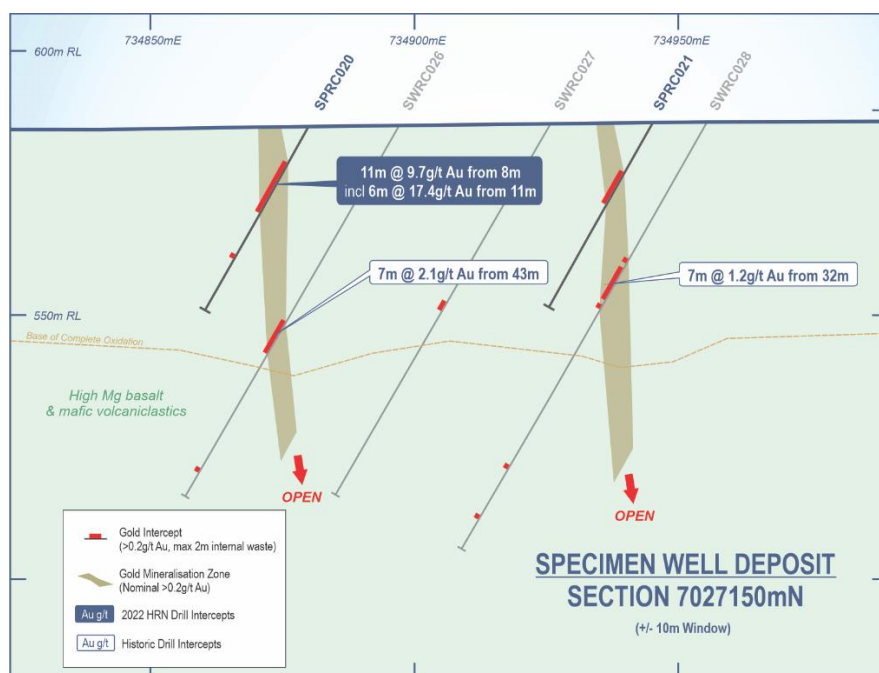 734850mE
734900mE
734950mE
600m RL
SPRC020
SWRC026
SWRC027
SPRC021
SWRC028
11m @ 9.7g/t Au from 8m
incl 6m @ 17.4g/t Au from 11m
7m @ 2.1g/t Au from 43m
7m @ 1.2g/t Au from 32m
550m RL
Base of Complete Oxidation
High Mg basalt
& mafic volcaniclastics
OPEN
OPEN
Gold Intercept
(>0.2g/t Au, max 2m internal waste)
Gold Mineralisation Zone
(Nominal >0.2g/t Au)
Au g/t 2022 HRN Drill Intercepts
Au g/t Historic Drill Intercepts
SPECIMEN WELL DEPOSIT
SECTION 7027150mN
(+/- 10m Window)